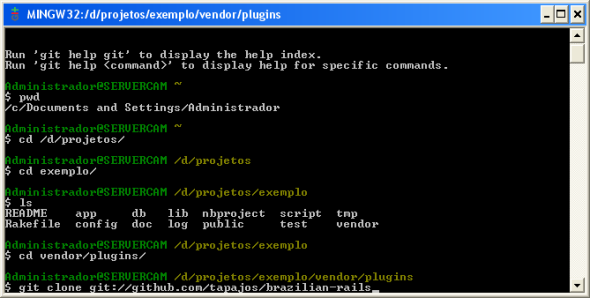 MINGW32:/d/projetos/exemplo/vendor/plugins
Run 'git help git' to display the help index.
Run 'git help <command>' to display help for specific commands.
Administrador@SERVERCAM ~
$ pwd
/c/Documents and Settings/Administrador
Administrador@SERVERCAM ~
$ cd /d/projetos/
Administrador@SERVERCAM /d/projetos
$ cd exemplo/
Administrador@SERVERCAM /d/projetos/exemplo
$ ls
README app db lib nbproject script tmp
Rakefile config doc log public test vendor
Administrador@SERVERCAM /d/projetos/exemplo
$ cd vendor/plugins/
Administrador@SERVERCAM /d/projetos/exemplo/vendor/plugins
$ git clone git://github.com/tapajos/brazilian-rails